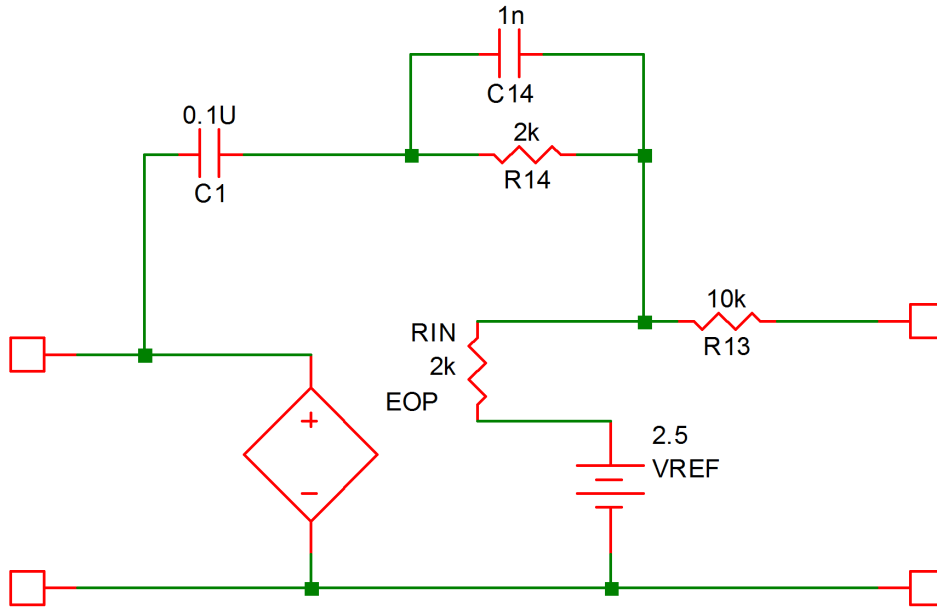 1n
C14
0.1U
C1
2k
R14
10k
R13
RIN
2k
EOP
2.5
VREF